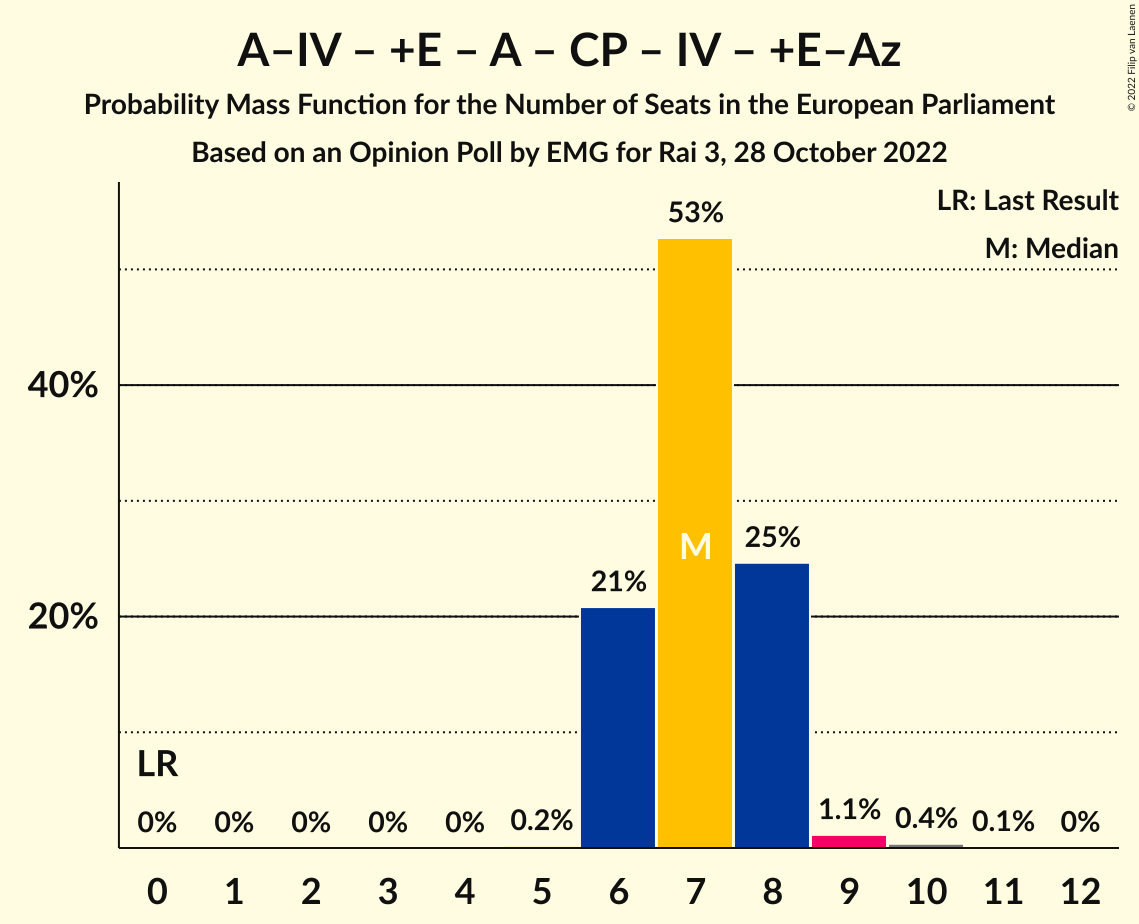 A–IV – +E – A – CP – IV – +E–Az
Probability Mass Function for the Number of Seats in the European Parliament
Based on an Opinion Poll by EMG for Rai 3, 28 October 2022
© 2022 Filip van Laenen
LR: Last Result
M: Median
53%
40%
M
25%
21%
20%
LR
0% 0% 0% 0% 0% 0.2% 1.1% 0.4% 0.1% 0%
0 1 2 3 4 5 6 7 8 9 10 11 12